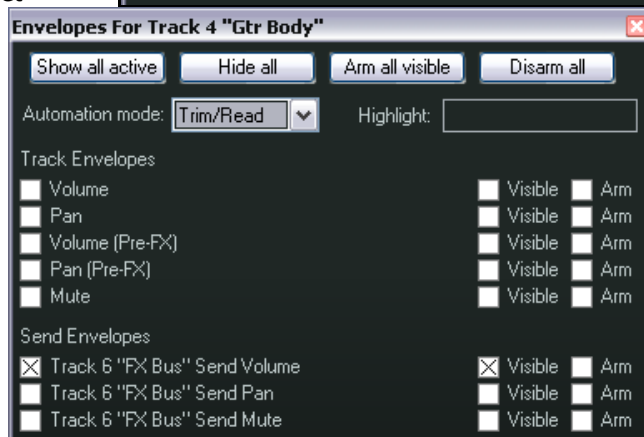 Envelopes For Track 4 "Gtr Body"
Show all active Hide all Arm all visible Disarm all
Automation mode: Trim/Read Highlight:
Track Envelopes
Volume Visible Arm
Pan Visible Arm
Volume (Pre-FX) Visible Arm
Pan (Pre-FX) Visible Arm
Mute Visible Arm
Send Envelopes
Track 6 "FX Bus" Send Volume Visible Arm
Track 6 "FX Bus" Send Pan Visible Arm
Track 6 "FX Bus" Send Mute Visible Arm